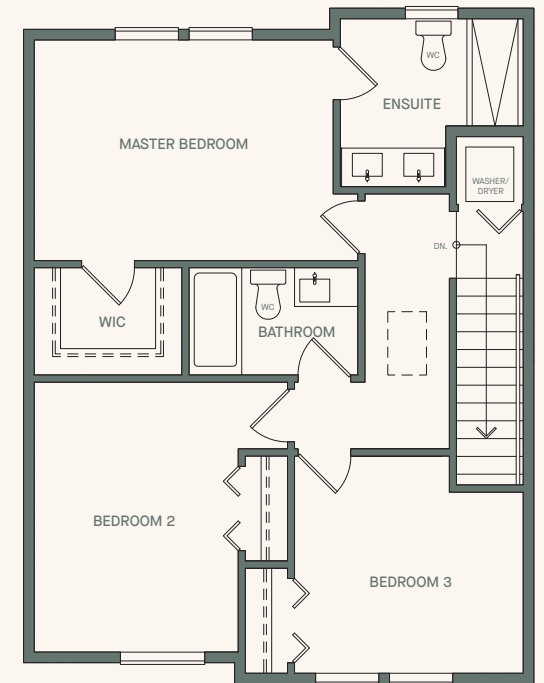 WC
ENSUITE
MASTER BEDROOM
WASHER/
DRYER
DN.
WC
WIC
BATHROOM
BEDROOM 2
BEDROOM 3